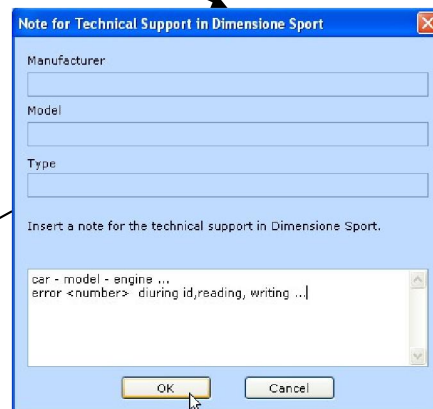 Note for Technical Support in Dimensione Sport
Manufacturer
Model
Type
Insert a note for the technical support in Dimensione Sport.
car - model - engine ...
error <number>  diuring id,reading, writing ...
OK
Cancel